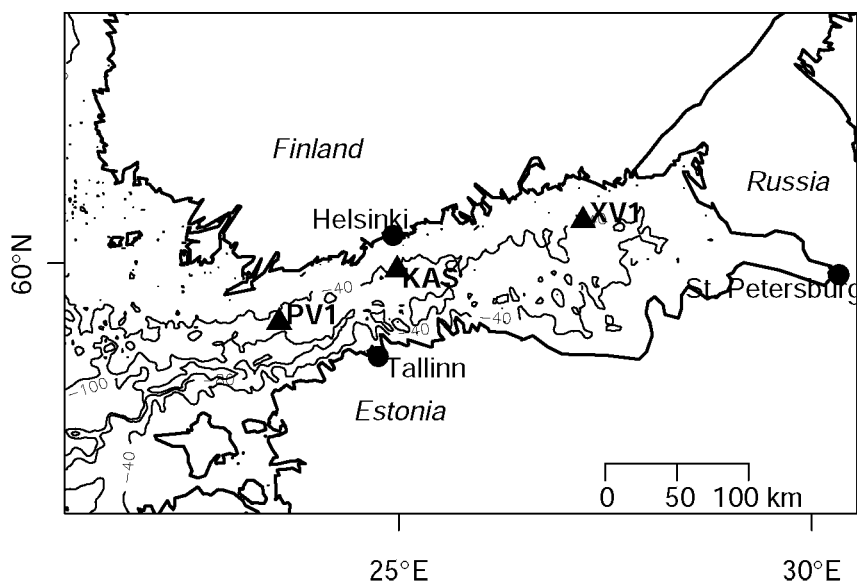 Finland
Russia
Helsinki
XV1
60°N
KAS
−40
St. Petersburg
PV1
−40
−40
Tallinn
−100
−80
Estonia
−40
0 50 100 km
25°E 30°E